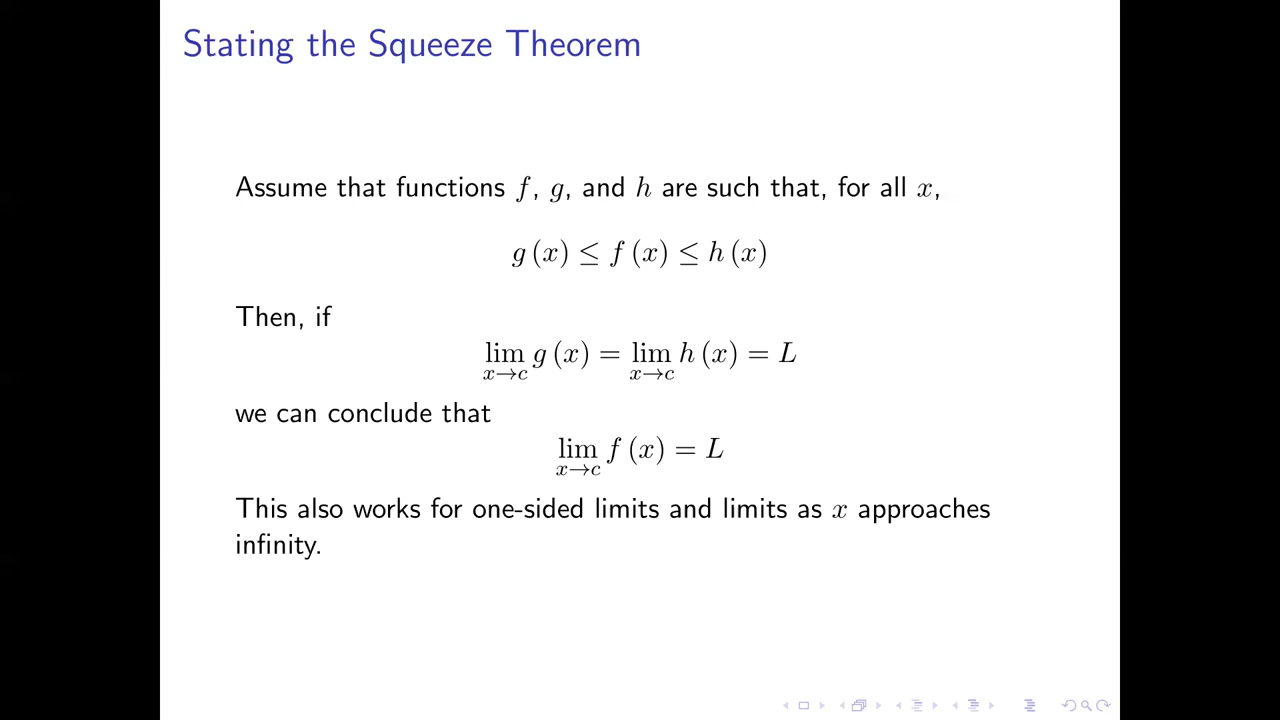 Stating the Squeeze Theorem
Assume that functions f, g, and h are such that, for all x,
g (x) ≤ f (x) ≤ h (x)
Then, if
lim x→c g (x) = lim x→c h (x) = L
we can conclude that
lim x→c f (x) = L
This also works for one-sided limits and limits as x approaches
infinity.